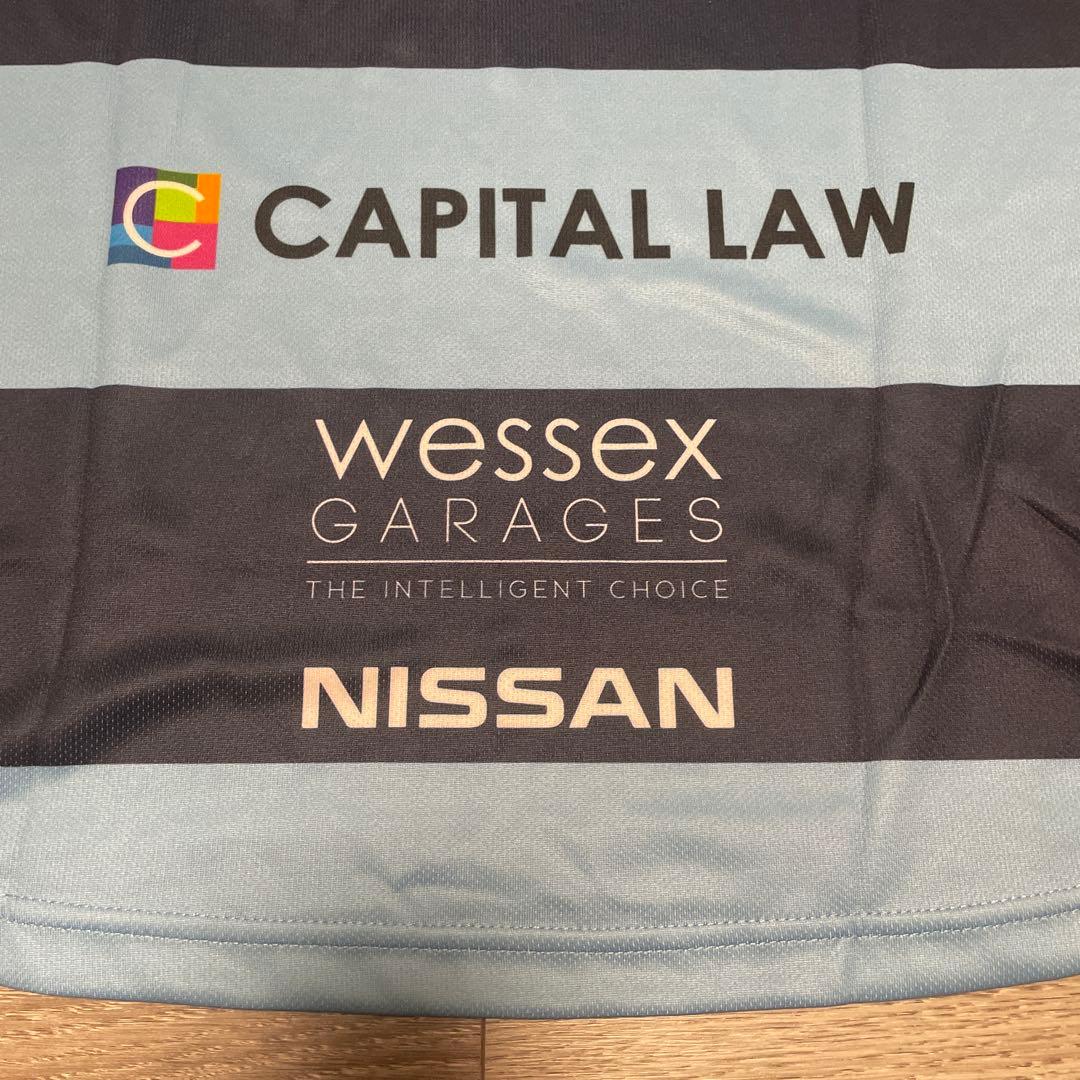 C CAPITAL LAW
wessex
GARAGES
THE INTELLIGENT CHOICE
NISSAN